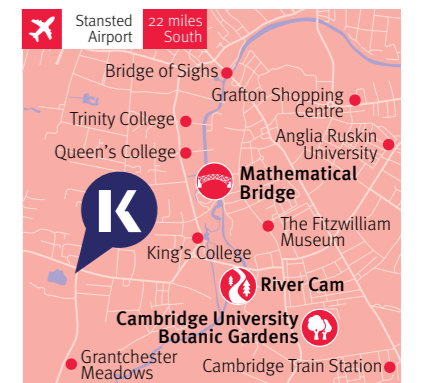 Stansted
Airport
22 miles
South
Bridge of Sighs
Grafton Shopping
Centre
Trinity College
Anglia Ruskin
University
Queen's College
Mathematical
Bridge
K
The Fitzwilliam
Museum
King's College
River Cam
Cambridge University
Botanic Gardens
Grantchester
Meadows
Cambridge Train Station